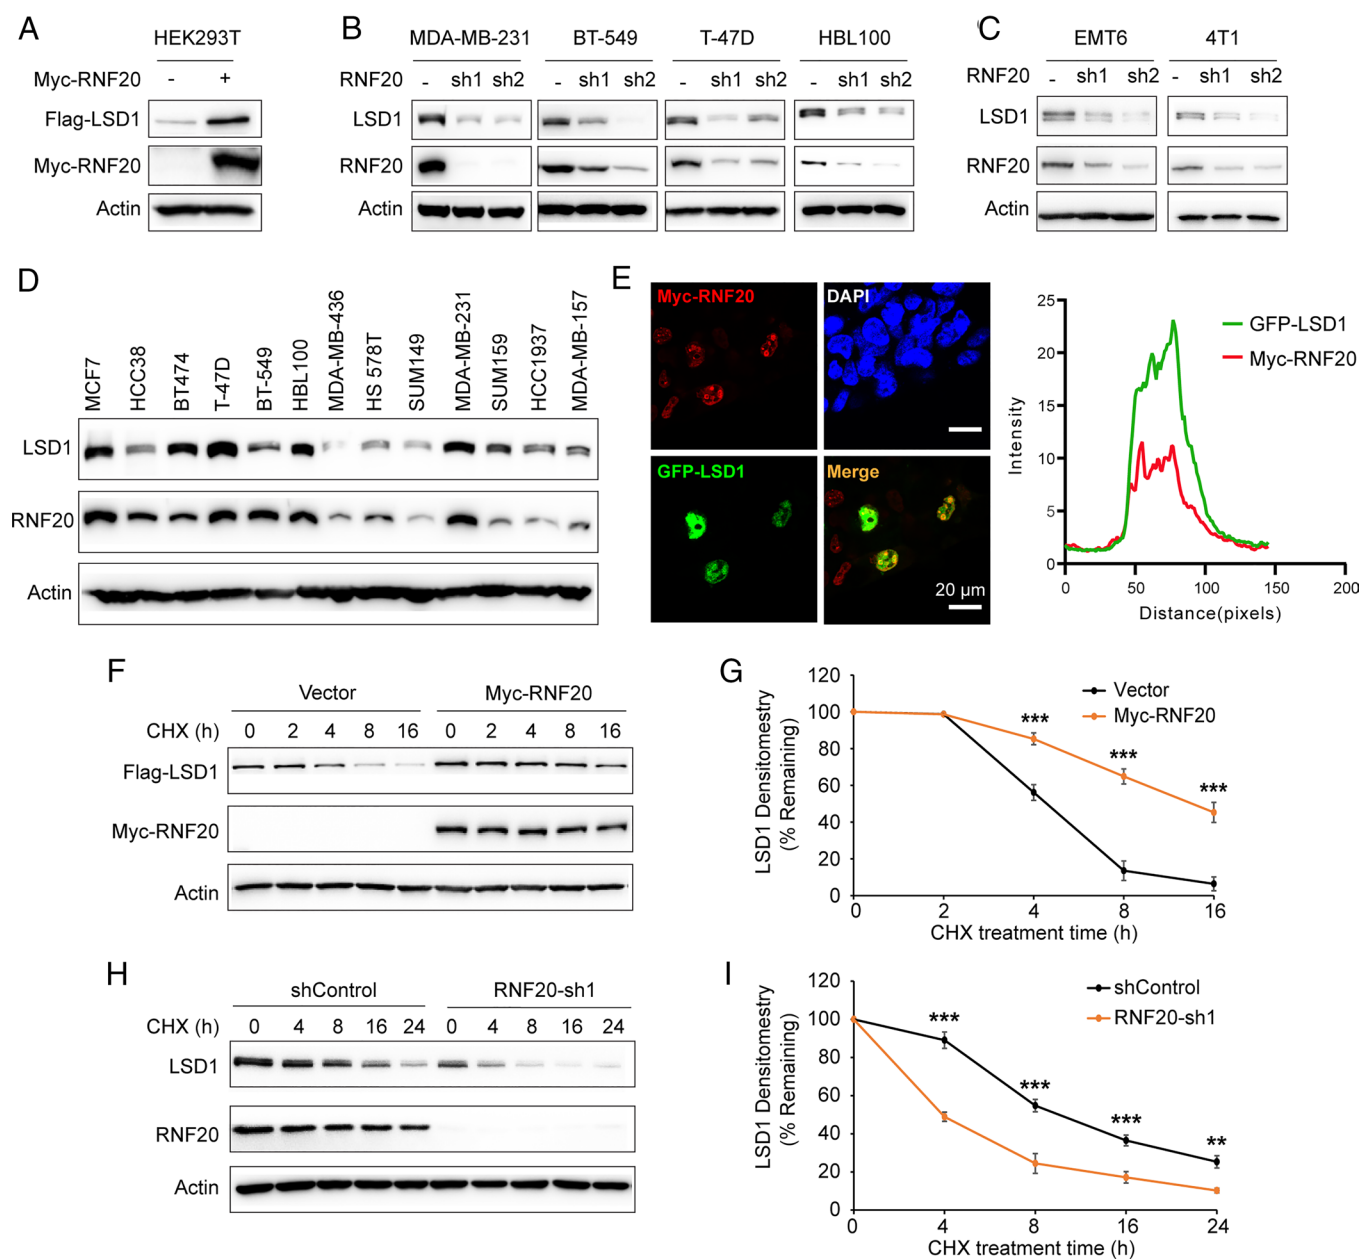 A
HEK293T
Myc-RNF20 - +
Flag-LSD1
Myc-RNF20
Actin
B
MDA-MB-231 BT-549 T-47D HBL100
RNF20 - sh1 sh2 - sh1 sh2 - sh1 sh2 - sh1 sh2
LSD1
RNF20
Actin
C
EMT6 4T1
RNF20 - sh1 sh2 - sh1 sh2
LSD1
RNF20
Actin
D
MCF7 HCC38 BT474 T-47D BT-549 HBL100 MDA-MB-436 HS 578T SUM149 MDA-MB-231 SUM159 HCC1937 MDA-MB-157
LSD1
RNF20
Actin
E
Myc-RNF20 DAPI
GFP-LSD1 Merge
20 µm
GFP-LSD1
Myc-RNF20
Intensity
25
20
15
10
5
0
0 50 100 150 200
Distance(pixels)
F
Vector Myc-RNF20
CHX (h) 0 2 4 8 16 0 2 4 8 16
Flag-LSD1
Myc-RNF20
Actin
G
LSD1 Densitomestry
(% Remaining)
120
100
80
60
40
20
0
Vector
Myc-RNF20
*** *** ***
0 2 4 8 16
CHX treatment time (h)
H
shControl RNF20-sh1
CHX (h) 0 4 8 16 24 0 4 8 16 24
LSD1
RNF20
Actin
I
LSD1 Densitomestry
(% Remaining)
120
100
80
60
40
20
0
shControl
RNF20-sh1
*** *** *** **
0 4 8 16 24
CHX treatment time (h)